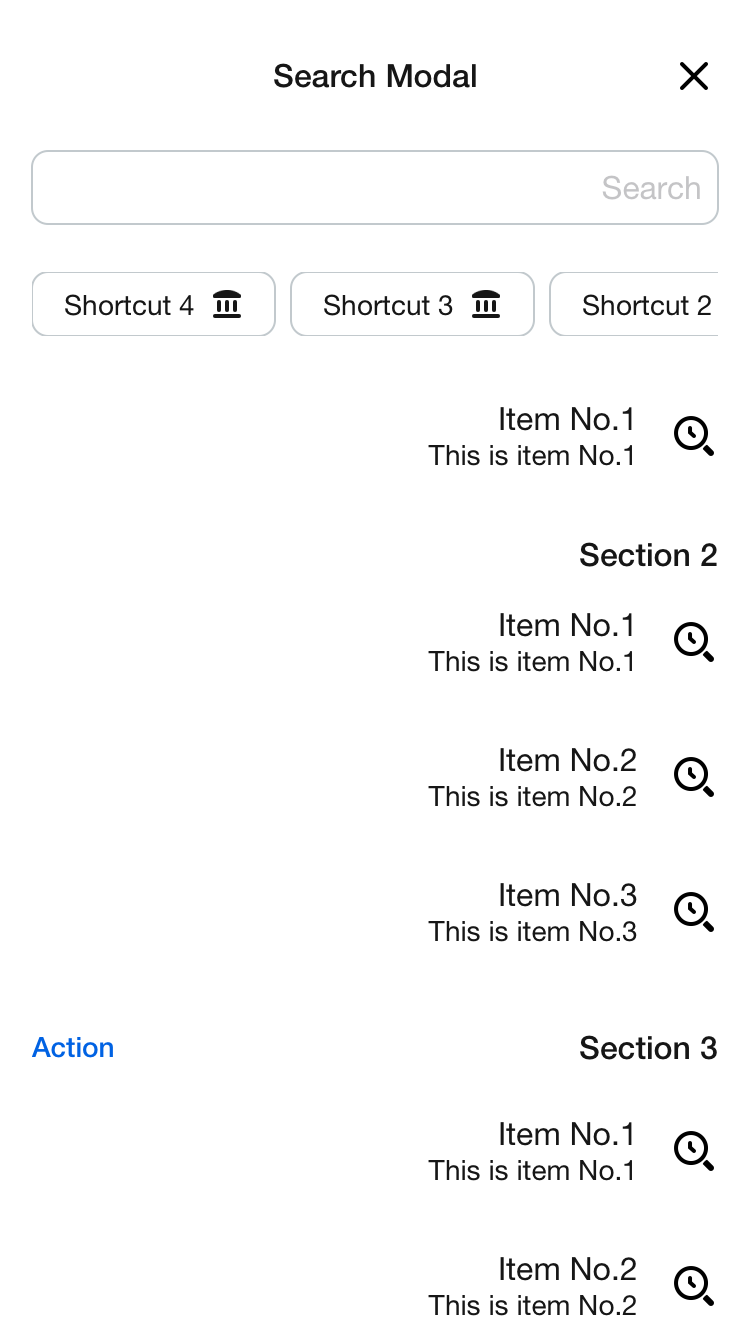 Search Modal
Search
Shortcut 4
Shortcut 3
Shortcut 2
Item No.1
This is item No.1
Section 2
Item No.1
This is item No.1
Item No.2
This is item No.2
Item No.3
This is item No.3
Action
Section 3
Item No.1
This is item No.1
Item No.2
This is item No.2